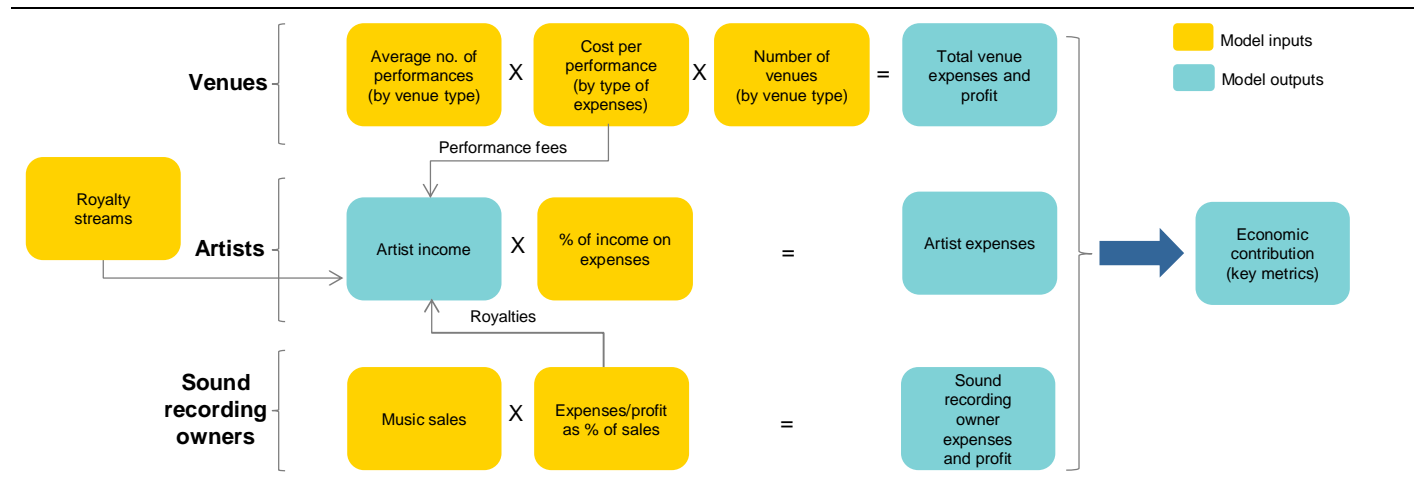 Venues
Average no. of
performances
(by venue type)
X
Cost per
performance
(by type of
expenses)
X
Number of
venues
(by venue type)
=
Total venue
expenses and
profit
Model inputs
Model outputs
Performance fees
Royalty
streams
Artists
Artist income
X
% of income on
expenses
=
Artist expenses
Economic
contribution
(key metrics)
Royalties
Sound
recording
owners
Music sales
X
Expenses/profit
as % of sales
=
Sound
recording
owner
expenses
and profit